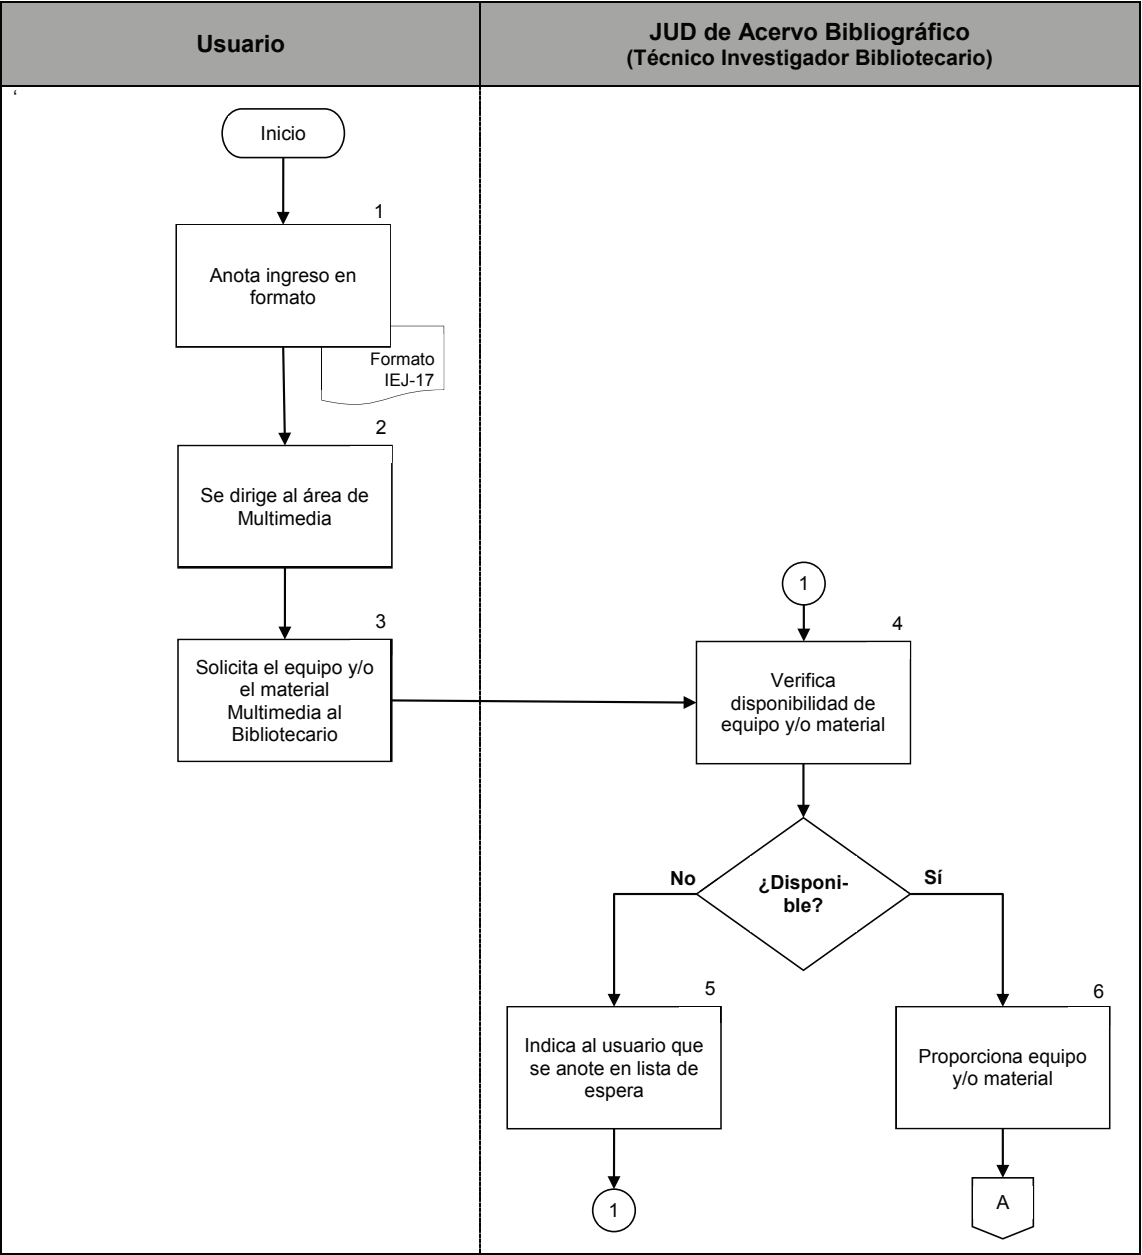 Usuario
JUD de Acervo Bibliográfico
(Técnico Investigador Bibliotecario)
‘
Inicio
1
Anota ingreso en
formato
Formato
IEJ-17
2
Se dirige al área de
Multimedia
3
Solicita el equipo y/o
el material
Multimedia al
Bibliotecario
1
4
Verifica
disponibilidad de
equipo y/o material
No
¿Disponi-
ble?
Sí
5
Indica al usuario que
se anote en lista de
espera
1
6
Proporciona equipo
y/o material
A